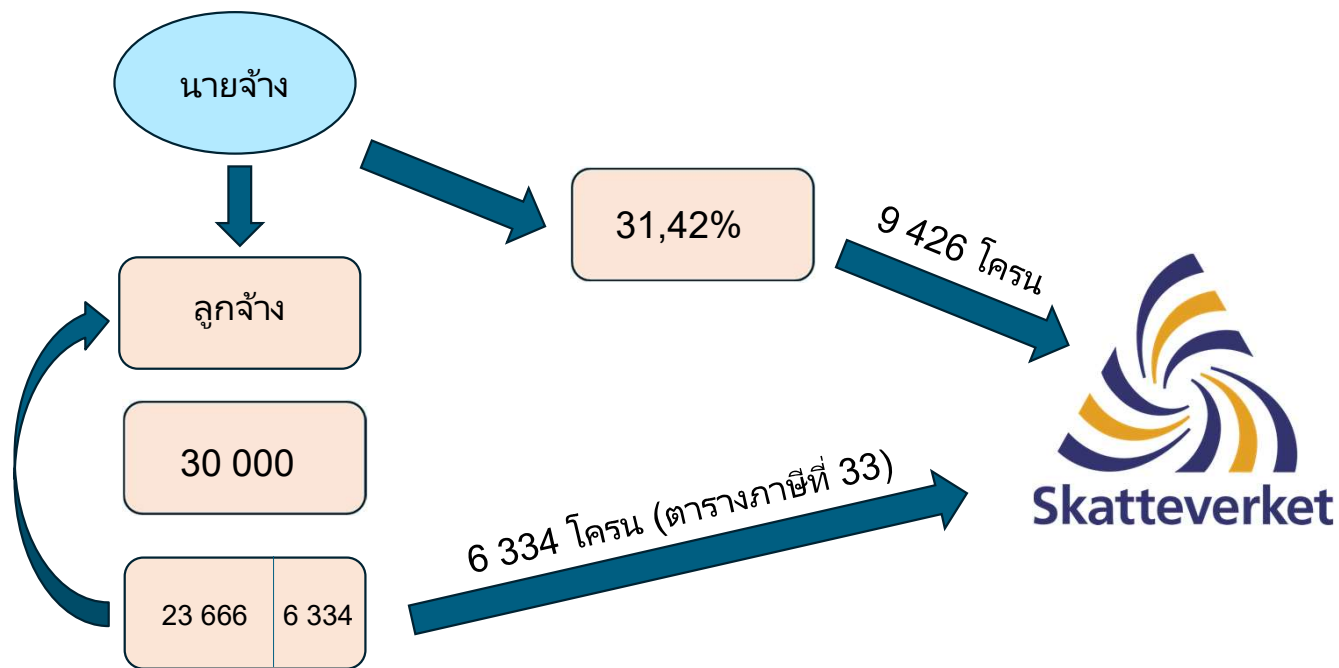 นายจ้าง
31,42%
9 426 โครน
ลูกจ้าง
30 000
6 334 โครน (ตารางภาษีที่ 33)
Skatteverket
23 666
6 334